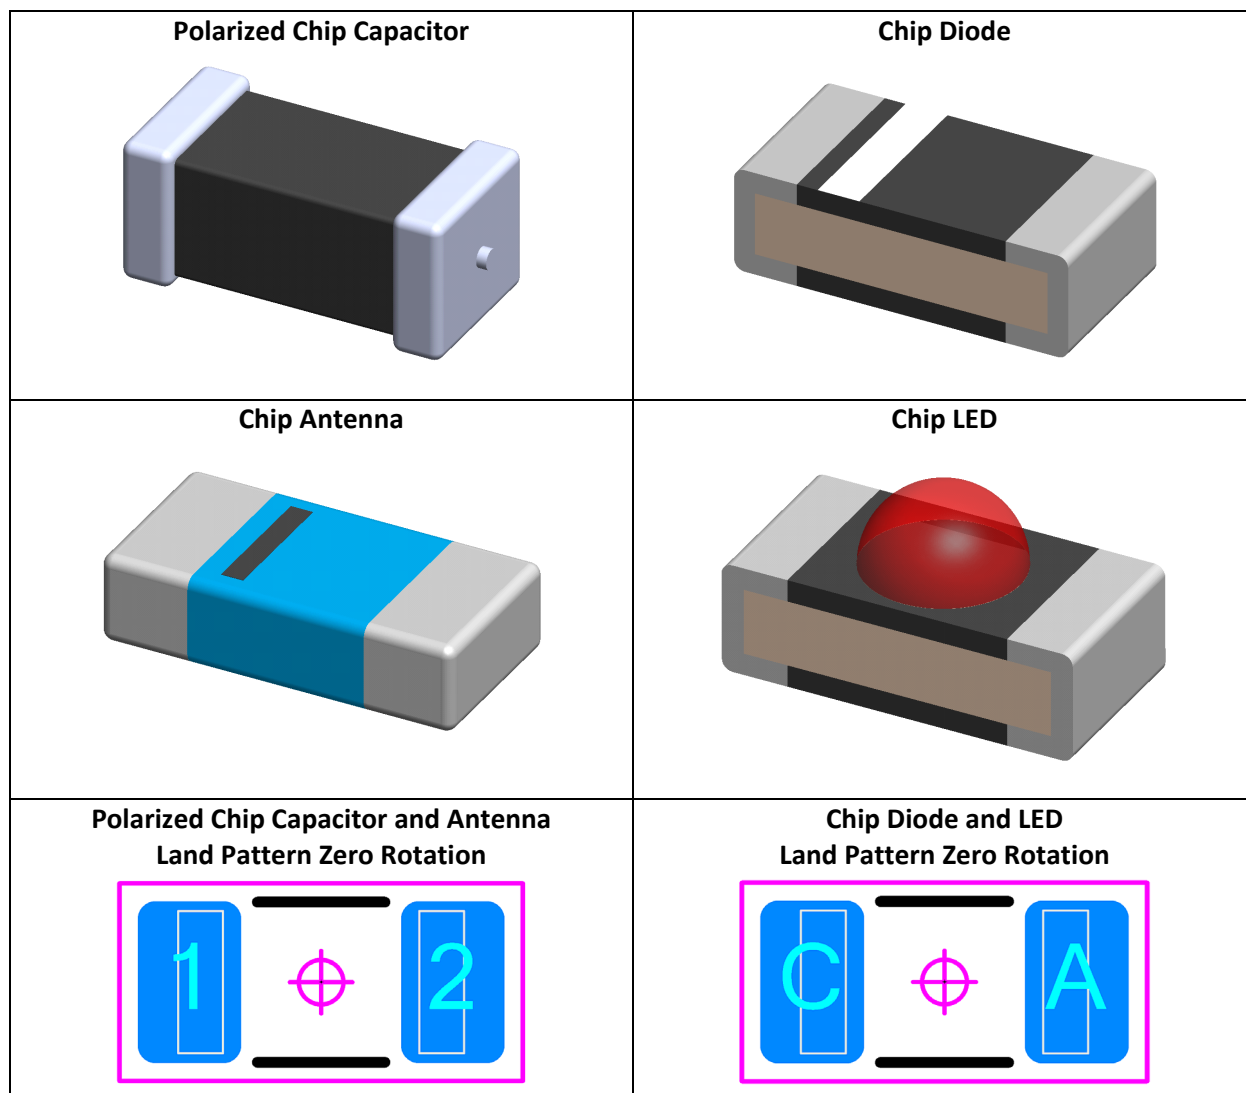 Polarized Chip Capacitor
Chip Diode
Chip Antenna
Chip LED
Polarized Chip Capacitor and Antenna
Land Pattern Zero Rotation
Chip Diode and LED
Land Pattern Zero Rotation
1 2
C A